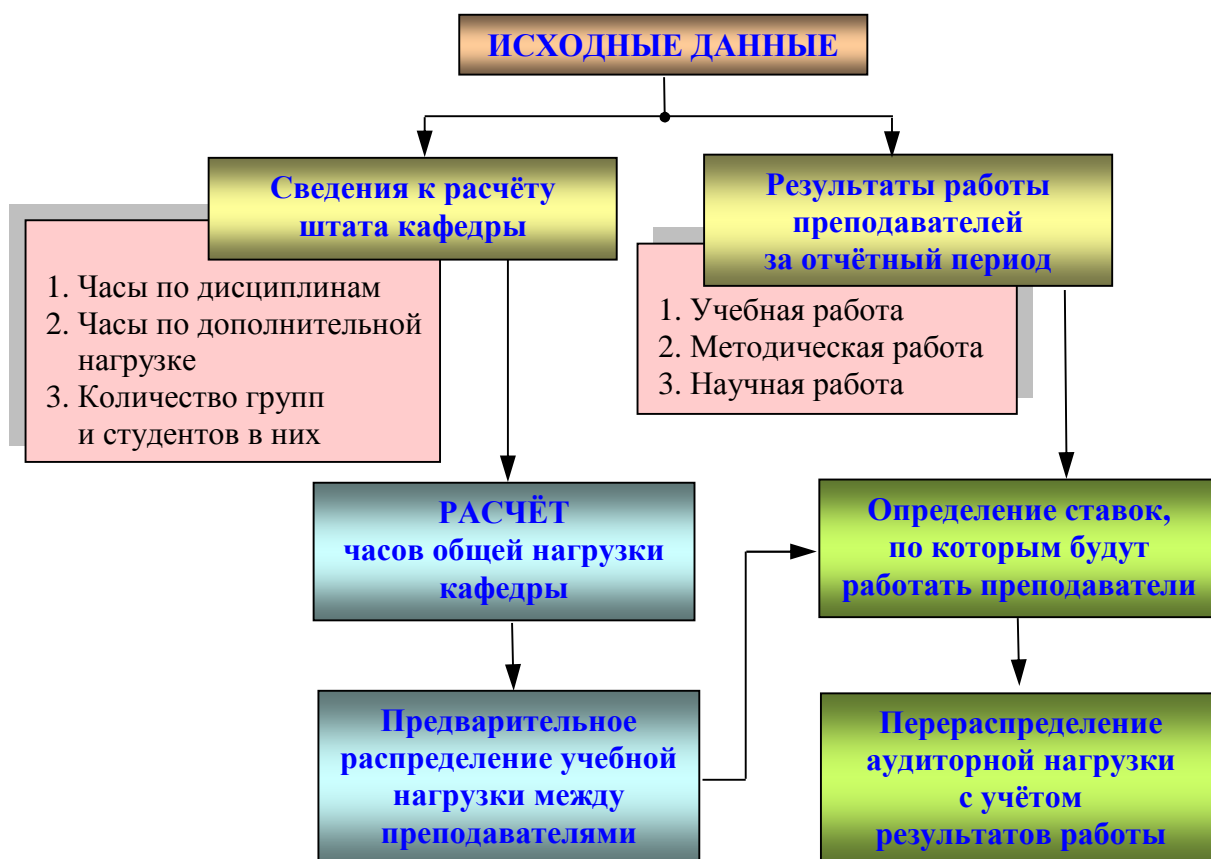 ИСХОДНЫЕ ДАННЫЕ
Сведения к расчёту
штата кафедры
1. Часы по дисциплинам
2. Часы по дополнительной
нагрузке
3. Количество групп
и студентов в них
Результаты работы
преподавателей
за отчётный период
1. Учебная работа
2. Методическая работа
3. Научная работа
РАСЧЁТ
часов общей нагрузки
кафедры
Определение ставок,
по которым будут
работать преподаватели
Предварительное
распределение учебной
нагрузки между
преподавателями
Перераспределение
аудиторной нагрузки
с учётом
результатов работы